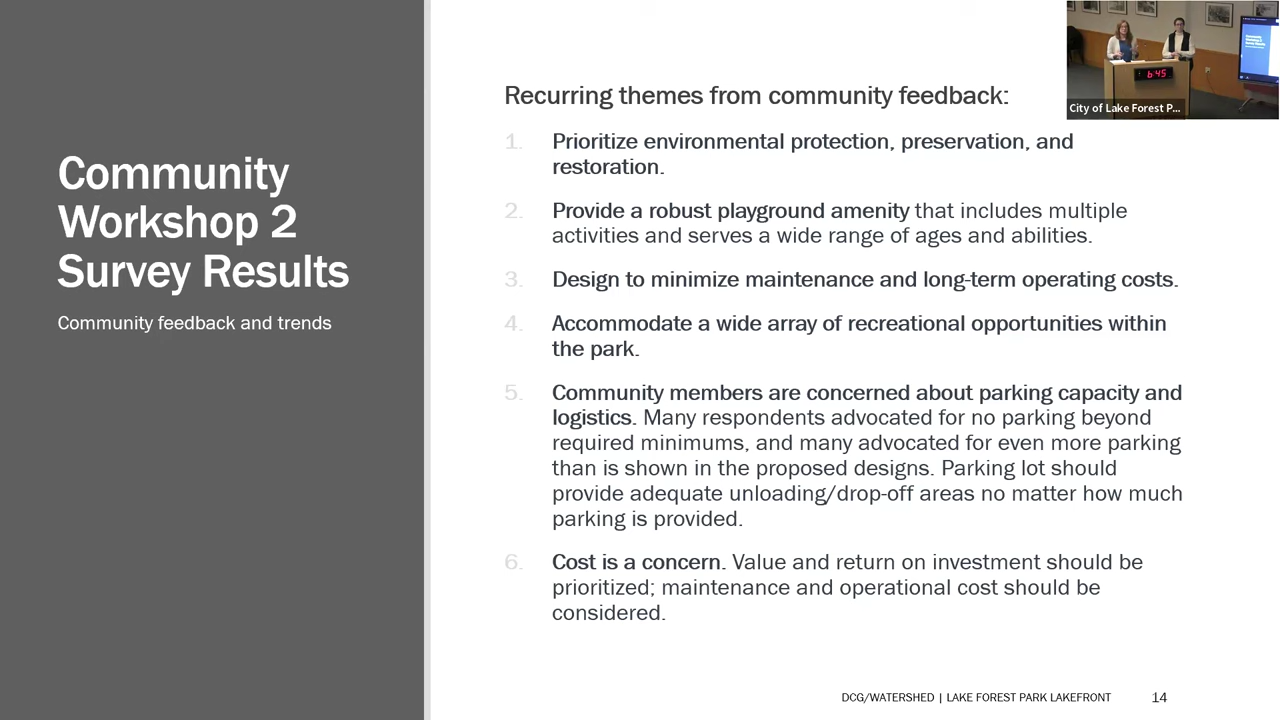 Community
Workshop 2
Survey Results
Community feedback and trends
Recurring themes from community feedback:
1. Prioritize environmental protection, preservation, and
restoration.
2. Provide a robust playground amenity that includes multiple
activities and serves a wide range of ages and abilities.
3. Design to minimize maintenance and long-term operating costs.
4. Accommodate a wide array of recreational opportunities within
the park.
5. Community members are concerned about parking capacity and
logistics. Many respondents advocated for no parking beyond
required minimums, and many advocated for even more parking
than is shown in the proposed designs. Parking lot should
provide adequate unloading/drop-off areas no matter how much
parking is provided.
6. Cost is a concern. Value and return on investment should be
prioritized; maintenance and operational cost should be
considered.
DCG/WATERSHED | LAKE FOREST PARK LAKEFRONT 14
6:45
City of Lake Forest P...
Community
Workshop 2
Survey Results